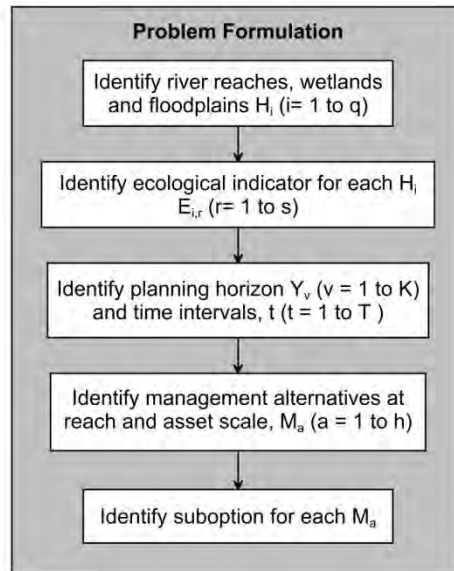 Problem Formulation
Identify river reaches, wetlands
and floodplains Hᵢ (i= 1 to q)
Identify ecological indicator for each Hᵢ
Eᵢ,ᵣ (r= 1 to s)
Identify planning horizon Yᵥ (v = 1 to K)
and time intervals, t (t = 1 to T )
Identify management alternatives at
reach and asset scale, Mₐ (a = 1 to h)
Identify suboption for each Mₐ